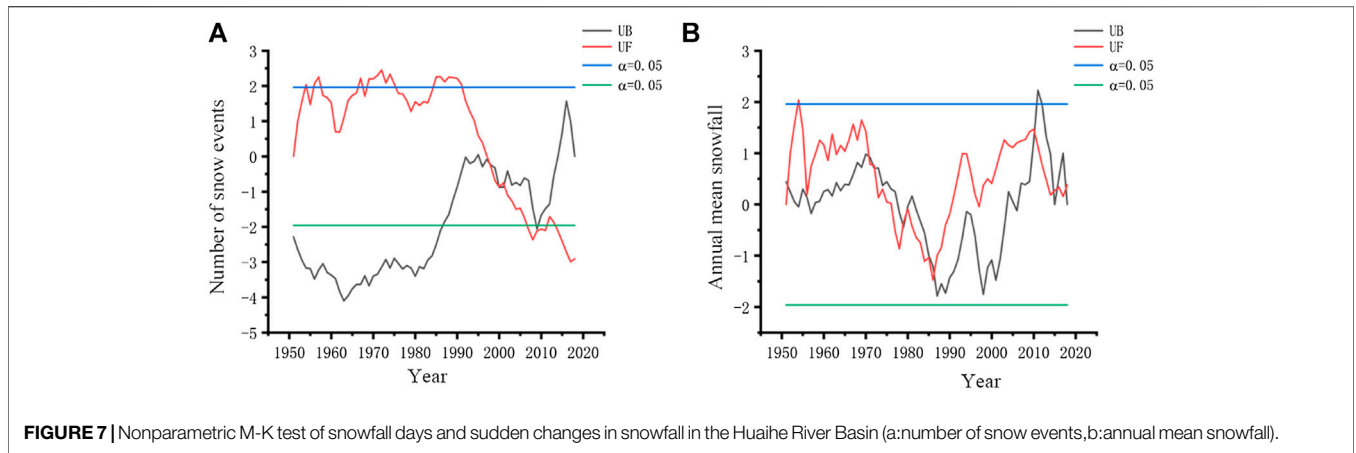 A
UB
UF
α=0.05
α=0.05
3
2
1
0
-1
-2
-3
-4
-5
Number of snow events
1950 1960 1970 1980 1990 2000 2010 2020
Year
B
UB
UF
α=0.05
α=0.05
3
2
1
0
-1
-2
Annual mean snowfall
1950 1960 1970 1980 1990 2000 2010 2020
Year
FIGURE 7 | Nonparametric M-K test of snowfall days and sudden changes in snowfall in the Huaihe River Basin (a:number of snow events,b:annual mean snowfall).